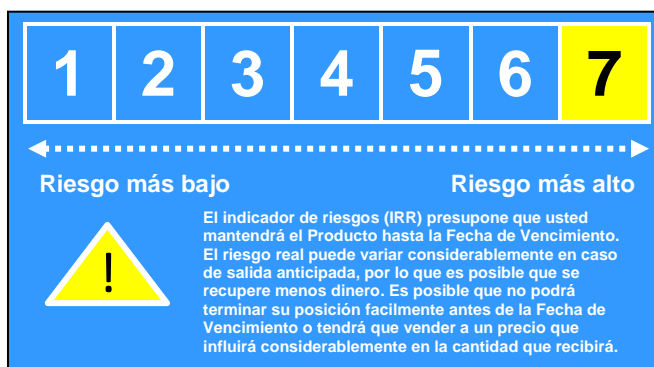 1 2 3 4 5 6 7
Riesgo más bajo Riesgo más alto
El indicador de riesgos (IRR) presupone que usted
mantendrá el Producto hasta la Fecha de Vencimiento.
El riesgo real puede variar considerablemente en caso
de salida anticipada, por lo que es posible que se
recupere menos dinero. Es posible que no podrá
terminar su posición facilmente antes de la Fecha de
Vencimiento o tendrá que vender a un precio que
influirá considerablemente en la cantidad que recibirá.
!